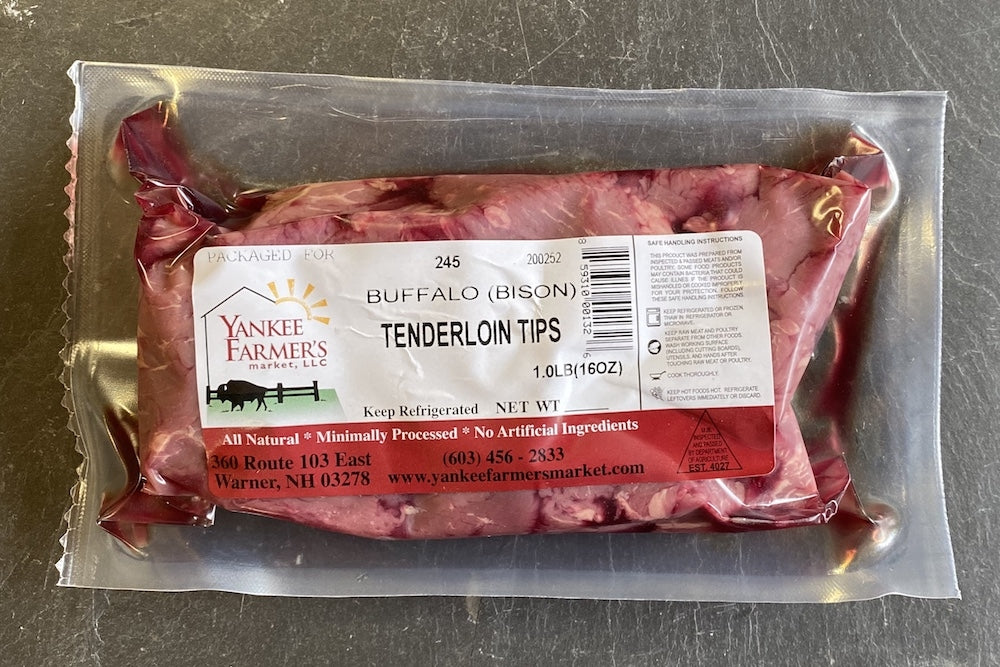 PACKAGED FOR
245
200252
YANKEE
FARMER'S
market, LLC
BUFFALO (BISON)
TENDERLOIN TIPS
1.0LB(16OZ)
Keep Refrigerated NET WT
8 59310 00132 6
SAFE HANDLING INSTRUCTIONS
THIS PRODUCT WAS PREPARED FROM
INSPECTED & PASSED MEATS AND/OR
POULTRY. SOME FOOD PRODUCTS
MAY CONTAIN BACTERIA THAT COULD
CAUSE ILLNESS IF THE PRODUCT IS
MISHANDLED OR COOKED IMPROPERLY.
FOR YOUR PROTECTION, FOLLOW
THESE SAFE HANDLING INSTRUCTIONS.
KEEP REFRIGERATED OR FROZEN.
THAW IN REFRIGERATOR OR
MICROWAVE.
KEEP RAW MEAT AND POULTRY
SEPARATE FROM OTHER FOODS.
WASH WORKING SURFACE
(INCLUDING CUTTING BOARDS),
UTENSILS, AND HANDS AFTER
TOUCHING RAW MEAT OR POULTRY.
COOK THOROUGHLY.
KEEP HOT FOODS HOT. REFRIGERATE
LEFTOVERS IMMEDIATELY OR DISCARD.
All Natural * Minimally Processed * No Artificial Ingredients
360 Route 103 East
Warner, NH 03278
(603) 456 - 2833
www.yankeefarmersmarket.com
INSPECTED
AND PASSED
BY DEPARTMENT
OF AGRICULTURE
EST. 4027